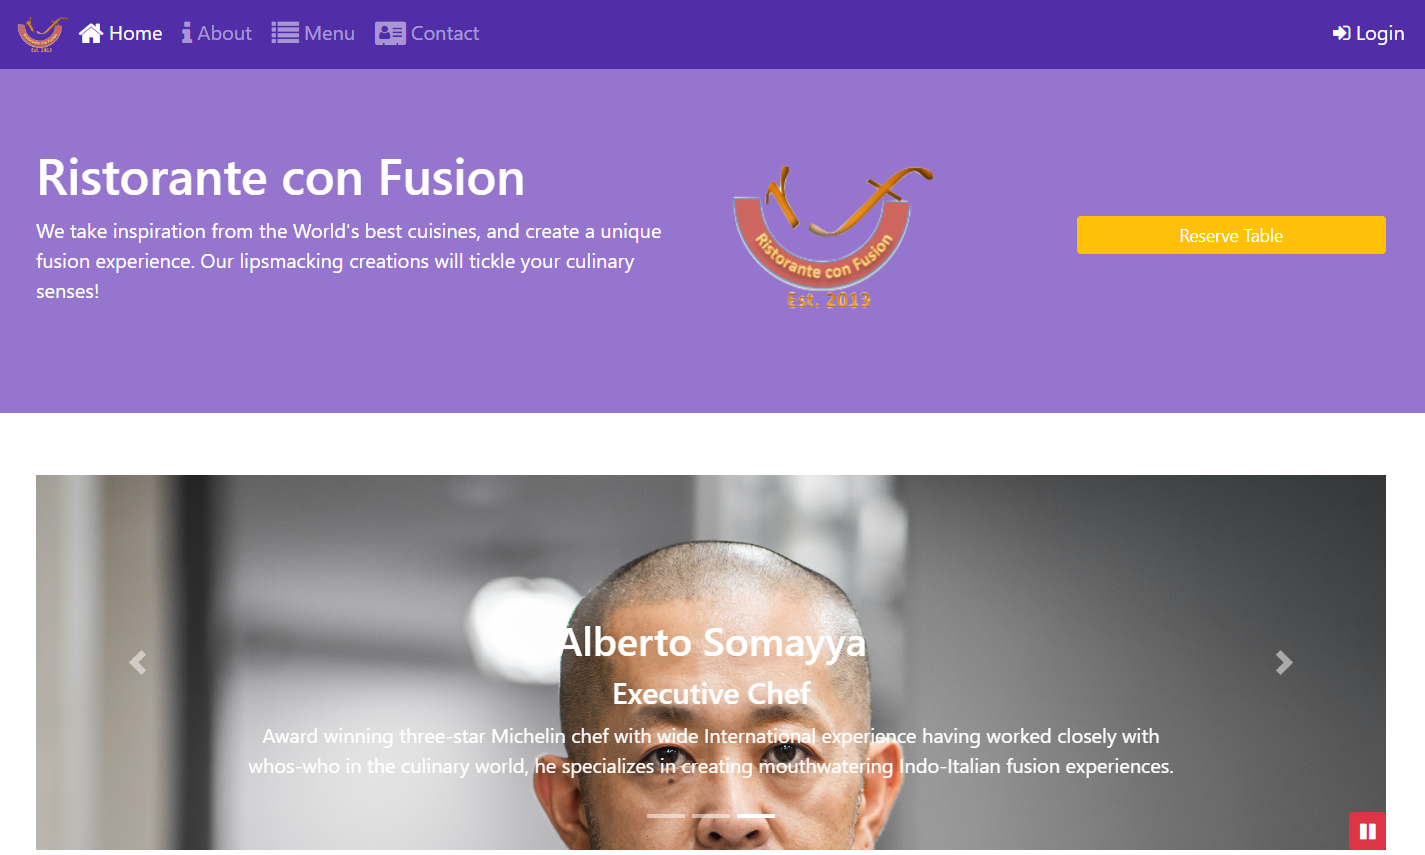 Home About Menu Contact Login
Ristorante con Fusion
We take inspiration from the World's best cuisines, and create a unique
fusion experience. Our lipsmacking creations will tickle your culinary
senses!
Ristorante con Fusion
Est. 2013
Reserve Table
Alberto Somayya
Executive Chef
Award winning three-star Michelin chef with wide International experience having worked closely with
whos-who in the culinary world, he specializes in creating mouthwatering Indo-Italian fusion experiences.